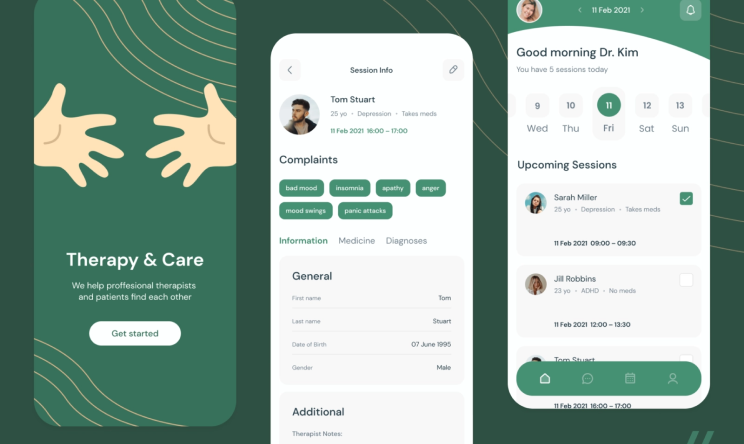 Therapy & Care
We help proffesional therapists
and patients find each other
Get started
Session Info
Tom Stuart
25 yo • Depression • Takes meds
11 Feb 2021 16:00 – 17:00
Complaints
bad mood
insomnia
apathy
anger
mood swings
panic attacks
Information
Medicine
Diagnoses
General
First name
Tom
Last name
Stuart
Date of Birth
07 June 1995
Gender
Male
Additional
Therapist Notes:
11 Feb 2021
Good morning Dr. Kim
You have 5 sessions today
9
10
11
12
13
Wed
Thu
Fri
Sat
Sun
Upcoming Sessions
Sarah Miller
25 yo • Depression • Takes meds
11 Feb 2021 09:00 – 09:30
Jill Robbins
23 yo • ADHD • No meds
11 Feb 2021 12:00 – 13:30
Tom Stuart
11 Feb 2021 16:00 – 17:00